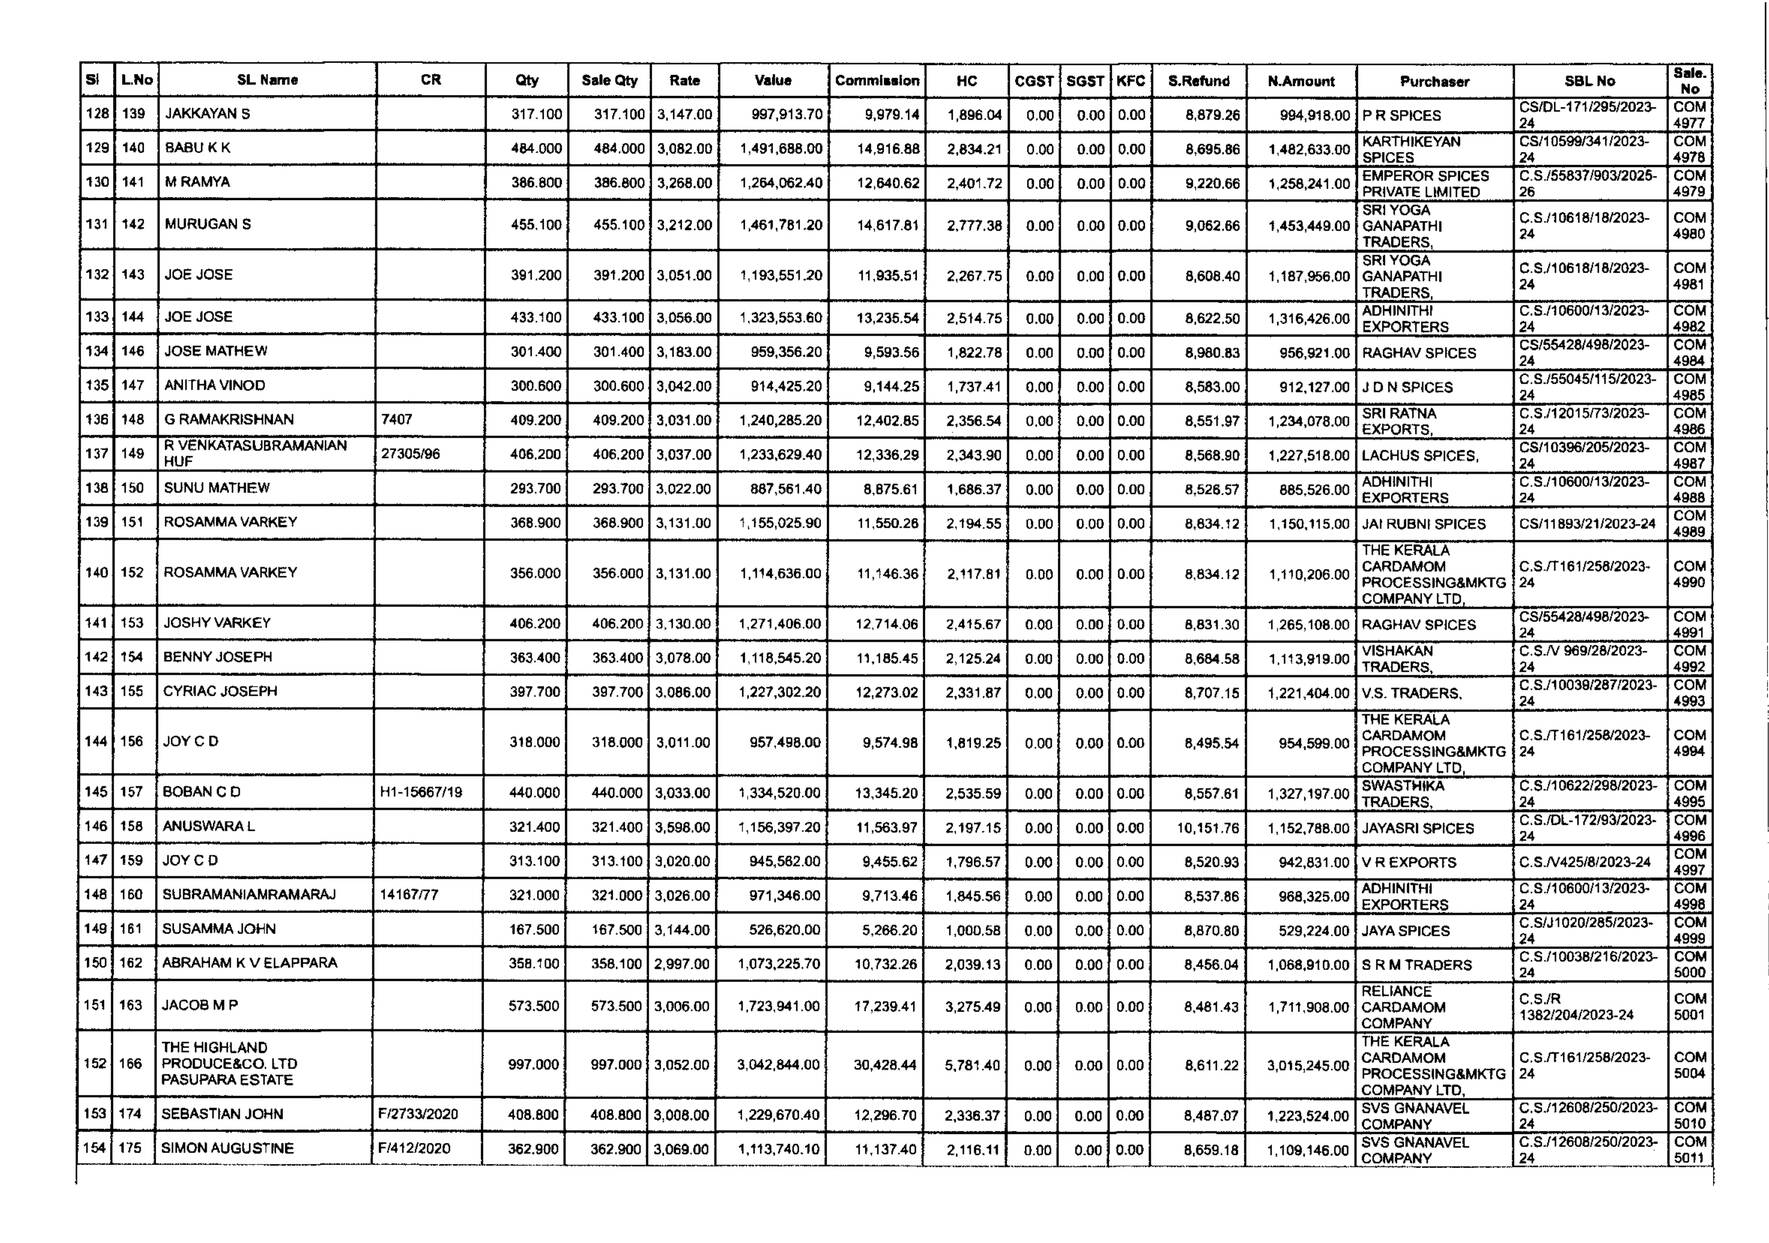 Sl L.No SL Name CR Qty Sale Qty Rate Value Commission HC CGST SGST KFC S.Refund N.Amount Purchaser SBL No Sale. No
128 139 JAKKAYAN S 317.100 317.100 3,147.00 997,913.70 9,979.14 1,896.04 0.00 0.00 0.00 8,879.26 994,918.00 P R SPICES CS/DL-171/295/2023-24 COM 4977
129 140 BABU K K 484.000 484.000 3,082.00 1,491,688.00 14,916.88 2,834.21 0.00 0.00 0.00 8,695.86 1,482,633.00 KARTHIKEYAN SPICES CS/10599/341/2023-24 COM 4978
130 141 M RAMYA 386.800 386.800 3,268.00 1,264,062.40 12,640.62 2,401.72 0.00 0.00 0.00 9,220.66 1,258,241.00 EMPEROR SPICES PRIVATE LIMITED C.S./55837/903/2025-26 COM 4979
131 142 MURUGAN S 455.100 455.100 3,212.00 1,461,781.20 14,617.81 2,777.38 0.00 0.00 0.00 9,062.66 1,453,449.00 SRI YOGA GANAPATHI TRADERS, C.S./10618/18/2023-24 COM 4980
132 143 JOE JOSE 391.200 391.200 3,051.00 1,193,551.20 11,935.51 2,267.75 0.00 0.00 0.00 8,608.40 1,187,956.00 SRI YOGA GANAPATHI TRADERS, C.S./10618/18/2023-24 COM 4981
133 144 JOE JOSE 433.100 433.100 3,056.00 1,323,553.60 13,235.54 2,514.75 0.00 0.00 0.00 8,622.50 1,316,426.00 ADHINITHI EXPORTERS C.S./10600/13/2023-24 COM 4982
134 146 JOSE MATHEW 301.400 301.400 3,183.00 959,356.20 9,593.56 1,822.78 0.00 0.00 0.00 8,980.83 956,921.00 RAGHAV SPICES CS/55428/498/2023-24 COM 4984
135 147 ANITHA VINOD 300.600 300.600 3,042.00 914,425.20 9,144.25 1,737.41 0.00 0.00 0.00 8,583.00 912,127.00 J D N SPICES C.S./55045/115/2023-24 COM 4985
136 148 G RAMAKRISHNAN 7407 409.200 409.200 3,031.00 1,240,285.20 12,402.85 2,356.54 0.00 0.00 0.00 8,551.97 1,234,078.00 SRI RATNA EXPORTS, C.S./12015/73/2023-24 COM 4986
137 149 R VENKATASUBRAMANIAN HUF 27305/96 406.200 406.200 3,037.00 1,233,629.40 12,336.29 2,343.90 0.00 0.00 0.00 8,568.90 1,227,518.00 LACHUS SPICES, CS/10396/205/2023-24 COM 4987
138 150 SUNU MATHEW 293.700 293.700 3,022.00 887,561.40 8,875.61 1,686.37 0.00 0.00 0.00 8,526.57 885,526.00 ADHINITHI EXPORTERS C.S./10600/13/2023-24 COM 4988
139 151 ROSAMMA VARKEY 368.900 368.900 3,131.00 1,155,025.90 11,550.26 2,194.55 0.00 0.00 0.00 8,834.12 1,150,115.00 JAI RUBNI SPICES CS/11893/21/2023-24 COM 4989
140 152 ROSAMMA VARKEY 356.000 356.000 3,131.00 1,114,636.00 11,146.36 2,117.81 0.00 0.00 0.00 8,834.12 1,110,206.00 THE KERALA CARDAMOM PROCESSING&MKTG COMPANY LTD, C.S./T161/258/2023-24 COM 4990
141 153 JOSHY VARKEY 406.200 406.200 3,130.00 1,271,406.00 12,714.06 2,415.67 0.00 0.00 0.00 8,831.30 1,265,108.00 RAGHAV SPICES CS/55428/498/2023-24 COM 4991
142 154 BENNY JOSEPH 363.400 363.400 3,078.00 1,118,545.20 11,185.45 2,125.24 0.00 0.00 0.00 8,684.58 1,113,919.00 VISHAKAN TRADERS, C.S./V 969/28/2023-24 COM 4992
143 155 CYRIAC JOSEPH 397.700 397.700 3,086.00 1,227,302.20 12,273.02 2,331.87 0.00 0.00 0.00 8,707.15 1,221,404.00 V.S. TRADERS, C.S./10039/287/2023-24 COM 4993
144 156 JOY C D 318.000 318.000 3,011.00 957,498.00 9,574.98 1,819.25 0.00 0.00 0.00 8,495.54 954,599.00 THE KERALA CARDAMOM PROCESSING&MKTG COMPANY LTD, C.S./T161/258/2023-24 COM 4994
145 157 BOBAN C D H1-15667/19 440.000 440.000 3,033.00 1,334,520.00 13,345.20 2,535.59 0.00 0.00 0.00 8,557.61 1,327,197.00 SWASTHIKA TRADERS, C.S./10622/298/2023-24 COM 4995
146 158 ANUSWARA L 321.400 321.400 3,598.00 1,156,397.20 11,563.97 2,197.15 0.00 0.00 0.00 10,151.76 1,152,788.00 JAYASRI SPICES C.S./DL-172/93/2023-24 COM 4996
147 159 JOY C D 313.100 313.100 3,020.00 945,562.00 9,455.62 1,796.57 0.00 0.00 0.00 8,520.93 942,831.00 V R EXPORTS C.S./V425/8/2023-24 COM 4997
148 160 SUBRAMANIAMRAMARAJ 14167/77 321.000 321.000 3,026.00 971,346.00 9,713.46 1,845.56 0.00 0.00 0.00 8,537.86 968,325.00 ADHINITHI EXPORTERS C.S./10600/13/2023-24 COM 4998
149 161 SUSAMMA JOHN 167.500 167.500 3,144.00 526,620.00 5,266.20 1,000.58 0.00 0.00 0.00 8,870.80 529,224.00 JAYA SPICES C.S/J1020/285/2023-24 COM 4999
150 162 ABRAHAM K V ELAPPARA 358.100 358.100 2,997.00 1,073,225.70 10,732.26 2,039.13 0.00 0.00 0.00 8,456.04 1,068,910.00 S R M TRADERS C.S./10038/216/2023-24 COM 5000
151 163 JACOB M P 573.500 573.500 3,006.00 1,723,941.00 17,239.41 3,275.49 0.00 0.00 0.00 8,481.43 1,711,908.00 RELIANCE CARDAMOM COMPANY C.S./R 1382/204/2023-24 COM 5001
152 166 THE HIGHLAND PRODUCE&CO. LTD PASUPARA ESTATE 997.000 997.000 3,052.00 3,042,844.00 30,428.44 5,781.40 0.00 0.00 0.00 8,611.22 3,015,245.00 THE KERALA CARDAMOM PROCESSING&MKTG COMPANY LTD, C.S./T161/258/2023-24 COM 5004
153 174 SEBASTIAN JOHN F/2733/2020 408.800 408.800 3,008.00 1,229,670.40 12,296.70 2,336.37 0.00 0.00 0.00 8,487.07 1,223,524.00 SVS GNANAVEL COMPANY C.S./12608/250/2023-24 COM 5010
154 175 SIMON AUGUSTINE F/412/2020 362.900 362.900 3,069.00 1,113,740.10 11,137.40 2,116.11 0.00 0.00 0.00 8,659.18 1,109,146.00 SVS GNANAVEL COMPANY C.S./12608/250/2023-24 COM 5011